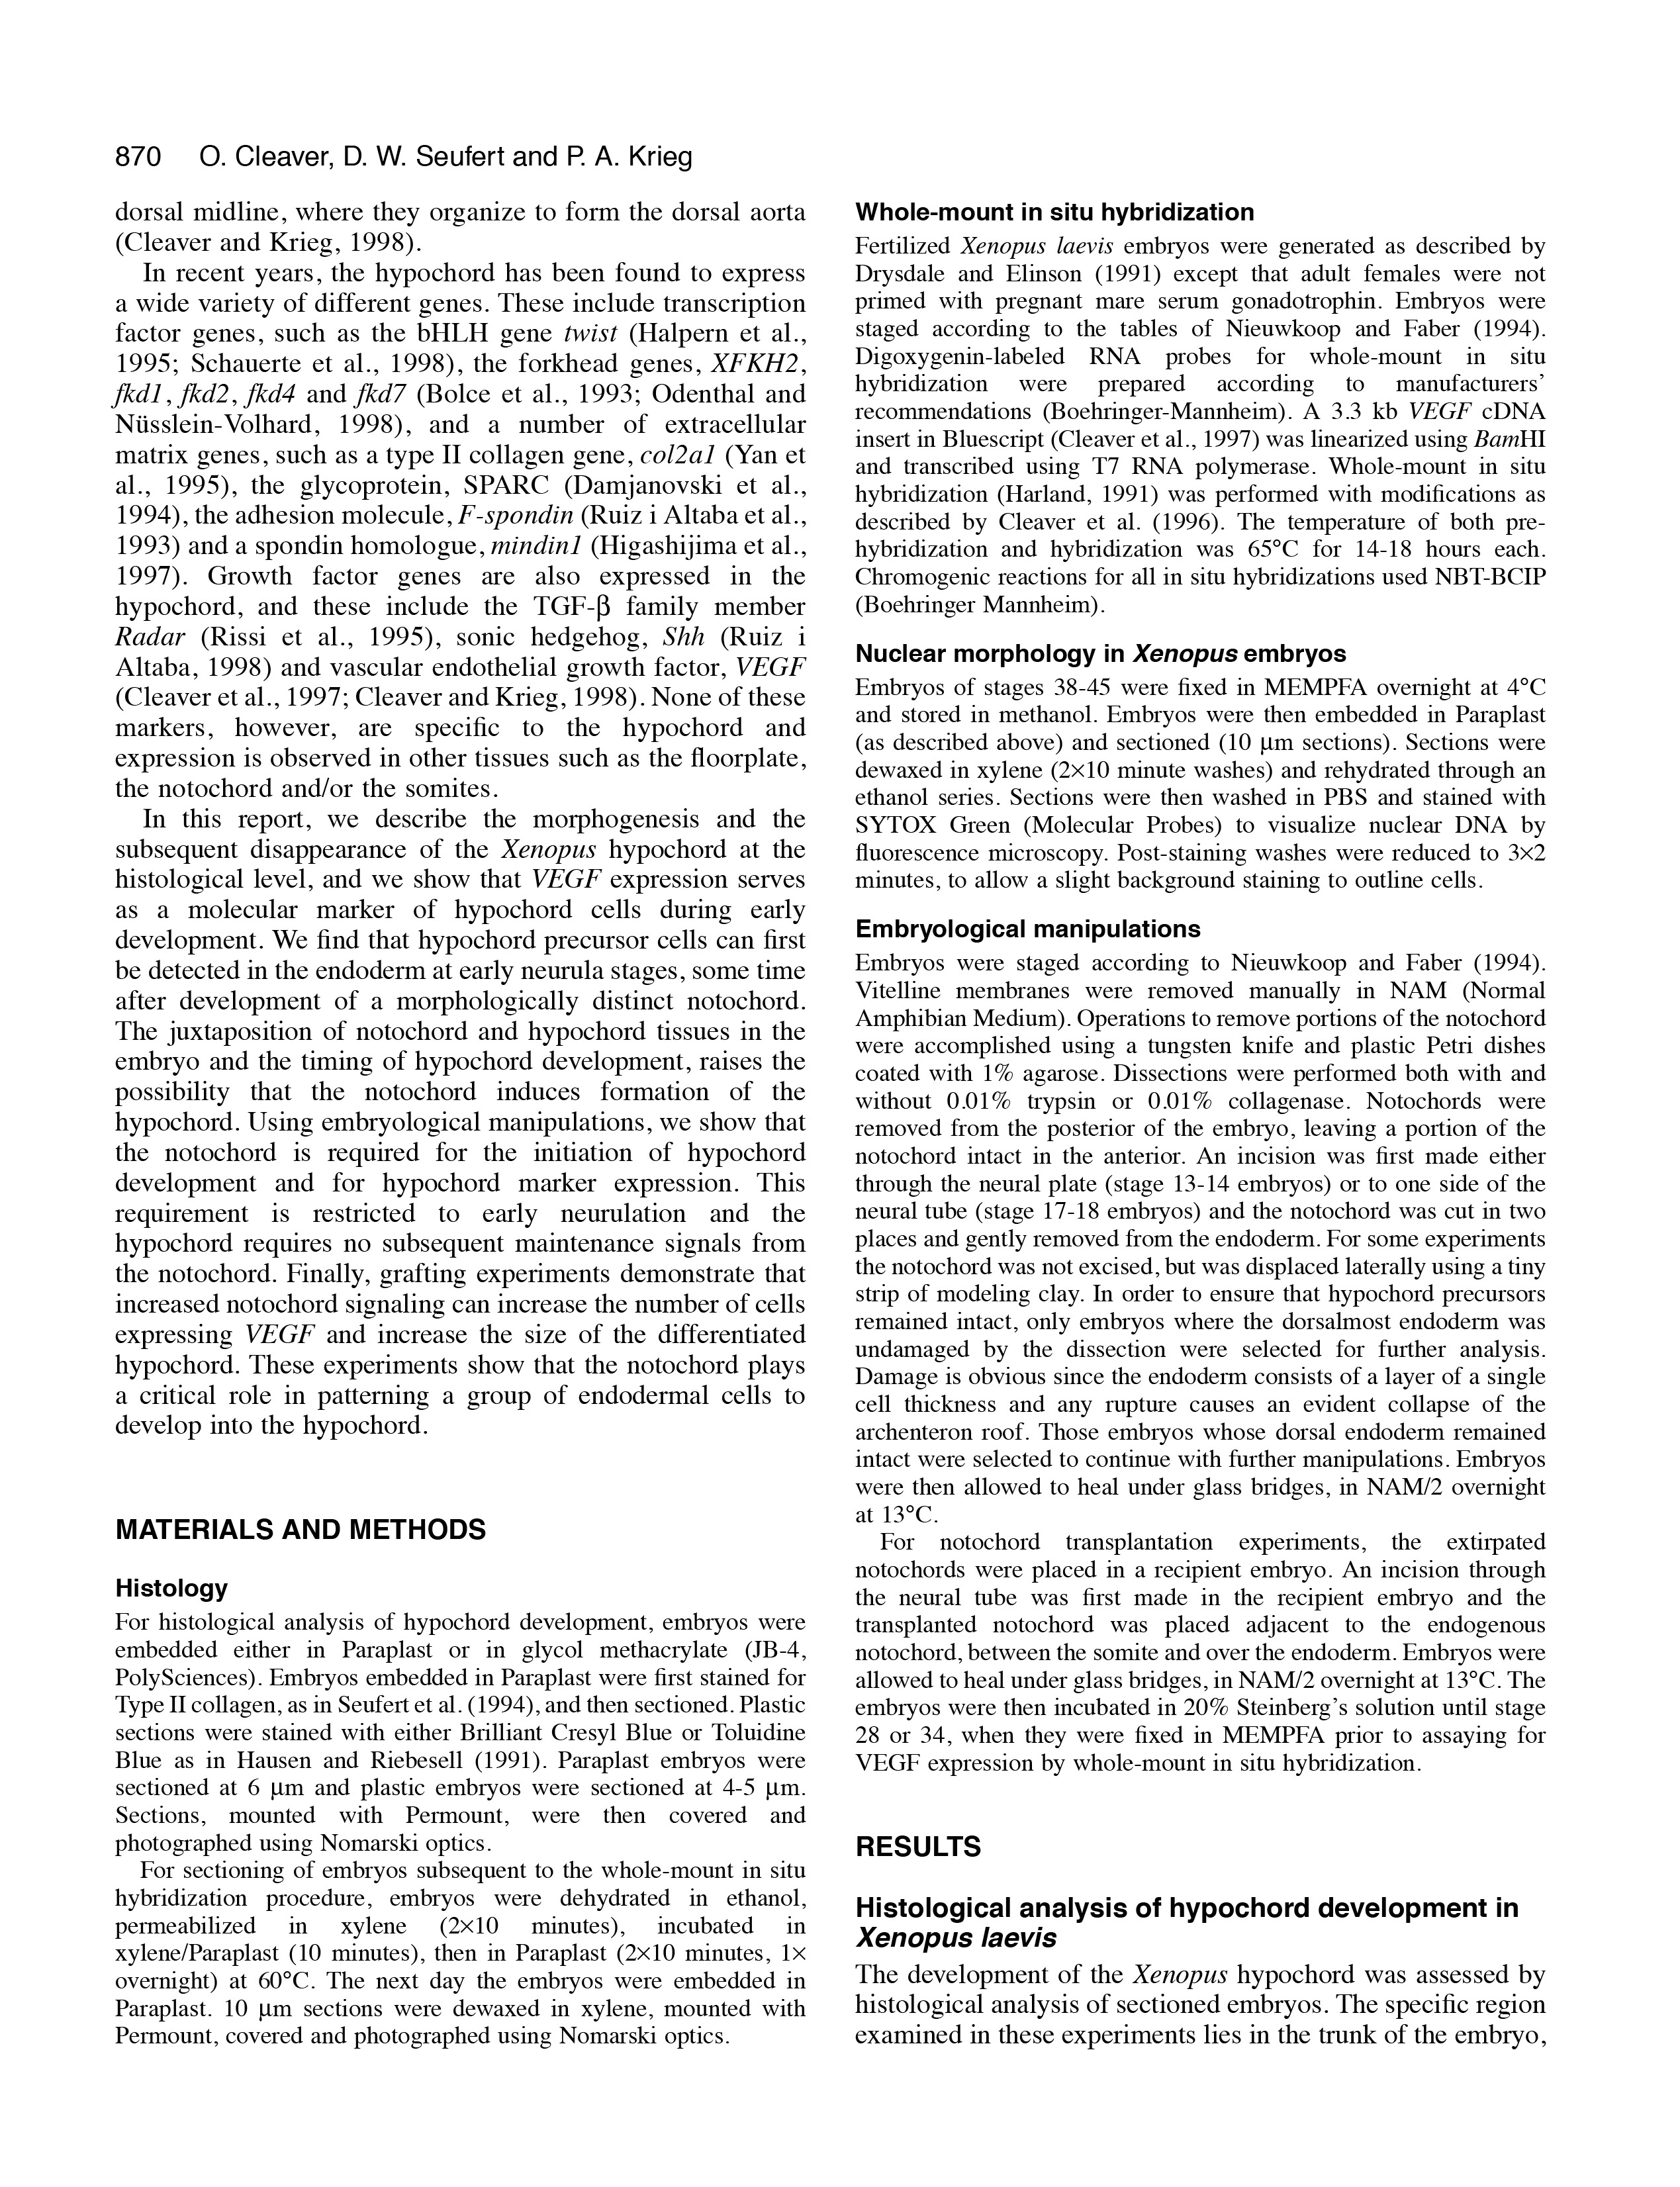 870 O. Cleaver, D. W. Seufert and P. A. Krieg
dorsal midline, where they organize to form the dorsal aorta
(Cleaver and Krieg, 1998).
In recent years, the hypochord has been found to express
a wide variety of different genes. These include transcription
factor genes, such as the bHLH gene twist (Halpern et al.,
1995; Schauerte et al., 1998), the forkhead genes, XFKH2,
fkd1, fkd2, fkd4 and fkd7 (Bolce et al., 1993; Odenthal and
Nüsslein-Volhard, 1998), and a number of extracellular
matrix genes, such as a type II collagen gene, col2a1 (Yan et
al., 1995), the glycoprotein, SPARC (Damjanovski et al.,
1994), the adhesion molecule, F-spondin (Ruiz i Altaba et al.,
1993) and a spondin homologue, mindin1 (Higashijima et al.,
1997). Growth factor genes are also expressed in the
hypochord, and these include the TGF-β family member
Radar (Rissi et al., 1995), sonic hedgehog, Shh (Ruiz i
Altaba, 1998) and vascular endothelial growth factor, VEGF
(Cleaver et al., 1997; Cleaver and Krieg, 1998). None of these
markers, however, are specific to the hypochord and
expression is observed in other tissues such as the floorplate,
the notochord and/or the somites.
In this report, we describe the morphogenesis and the
subsequent disappearance of the Xenopus hypochord at the
histological level, and we show that VEGF expression serves
as a molecular marker of hypochord cells during early
development. We find that hypochord precursor cells can first
be detected in the endoderm at early neurula stages, some time
after development of a morphologically distinct notochord.
The juxtaposition of notochord and hypochord tissues in the
embryo and the timing of hypochord development, raises the
possibility that the notochord induces formation of the
hypochord. Using embryological manipulations, we show that
the notochord is required for the initiation of hypochord
development and for hypochord marker expression. This
requirement is restricted to early neurulation and the
hypochord requires no subsequent maintenance signals from
the notochord. Finally, grafting experiments demonstrate that
increased notochord signaling can increase the number of cells
expressing VEGF and increase the size of the differentiated
hypochord. These experiments show that the notochord plays
a critical role in patterning a group of endodermal cells to
develop into the hypochord.
MATERIALS AND METHODS
Histology
For histological analysis of hypochord development, embryos were
embedded either in Paraplast or in glycol methacrylate (JB-4,
PolySciences). Embryos embedded in Paraplast were first stained for
Type II collagen, as in Seufert et al. (1994), and then sectioned. Plastic
sections were stained with either Brilliant Cresyl Blue or Toluidine
Blue as in Hausen and Riebesell (1991). Paraplast embryos were
sectioned at 6 μm and plastic embryos were sectioned at 4-5 μm.
Sections, mounted with Permount, were then covered and
photographed using Nomarski optics.
For sectioning of embryos subsequent to the whole-mount in situ
hybridization procedure, embryos were dehydrated in ethanol,
permeabilized in xylene (2×10 minutes), incubated in
xylene/Paraplast (10 minutes), then in Paraplast (2×10 minutes, 1×
overnight) at 60°C. The next day the embryos were embedded in
Paraplast. 10 μm sections were dewaxed in xylene, mounted with
Permount, covered and photographed using Nomarski optics.
Whole-mount in situ hybridization
Fertilized Xenopus laevis embryos were generated as described by
Drysdale and Elinson (1991) except that adult females were not
primed with pregnant mare serum gonadotrophin. Embryos were
staged according to the tables of Nieuwkoop and Faber (1994).
Digoxygenin-labeled RNA probes for whole-mount in situ
hybridization were prepared according to manufacturers'
recommendations (Boehringer-Mannheim). A 3.3 kb VEGF cDNA
insert in Bluescript (Cleaver et al., 1997) was linearized using BamHI
and transcribed using T7 RNA polymerase. Whole-mount in situ
hybridization (Harland, 1991) was performed with modifications as
described by Cleaver et al. (1996). The temperature of both pre-
hybridization and hybridization was 65°C for 14-18 hours each.
Chromogenic reactions for all in situ hybridizations used NBT-BCIP
(Boehringer Mannheim).
Nuclear morphology in Xenopus embryos
Embryos of stages 38-45 were fixed in MEMPFA overnight at 4°C
and stored in methanol. Embryos were then embedded in Paraplast
(as described above) and sectioned (10 μm sections). Sections were
dewaxed in xylene (2×10 minute washes) and rehydrated through an
ethanol series. Sections were then washed in PBS and stained with
SYTOX Green (Molecular Probes) to visualize nuclear DNA by
fluorescence microscopy. Post-staining washes were reduced to 3×2
minutes, to allow a slight background staining to outline cells.
Embryological manipulations
Embryos were staged according to Nieuwkoop and Faber (1994).
Vitelline membranes were removed manually in NAM (Normal
Amphibian Medium). Operations to remove portions of the notochord
were accomplished using a tungsten knife and plastic Petri dishes
coated with 1% agarose. Dissections were performed both with and
without 0.01% trypsin or 0.01% collagenase. Notochords were
removed from the posterior of the embryo, leaving a portion of the
notochord intact in the anterior. An incision was first made either
through the neural plate (stage 13-14 embryos) or to one side of the
neural tube (stage 17-18 embryos) and the notochord was cut in two
places and gently removed from the endoderm. For some experiments
the notochord was not excised, but was displaced laterally using a tiny
strip of modeling clay. In order to ensure that hypochord precursors
remained intact, only embryos where the dorsalmost endoderm was
undamaged by the dissection were selected for further analysis.
Damage is obvious since the endoderm consists of a layer of a single
cell thickness and any rupture causes an evident collapse of the
archenteron roof. Those embryos whose dorsal endoderm remained
intact were selected to continue with further manipulations. Embryos
were then allowed to heal under glass bridges, in NAM/2 overnight
at 13°C.
For notochord transplantation experiments, the extirpated
notochords were placed in a recipient embryo. An incision through
the neural tube was first made in the recipient embryo and the
transplanted notochord was placed adjacent to the endogenous
notochord, between the somite and over the endoderm. Embryos were
allowed to heal under glass bridges, in NAM/2 overnight at 13°C. The
embryos were then incubated in 20% Steinberg's solution until stage
28 or 34, when they were fixed in MEMPFA prior to assaying for
VEGF expression by whole-mount in situ hybridization.
RESULTS
Histological analysis of hypochord development in
Xenopus laevis
The development of the Xenopus hypochord was assessed by
histological analysis of sectioned embryos. The specific region
examined in these experiments lies in the trunk of the embryo,